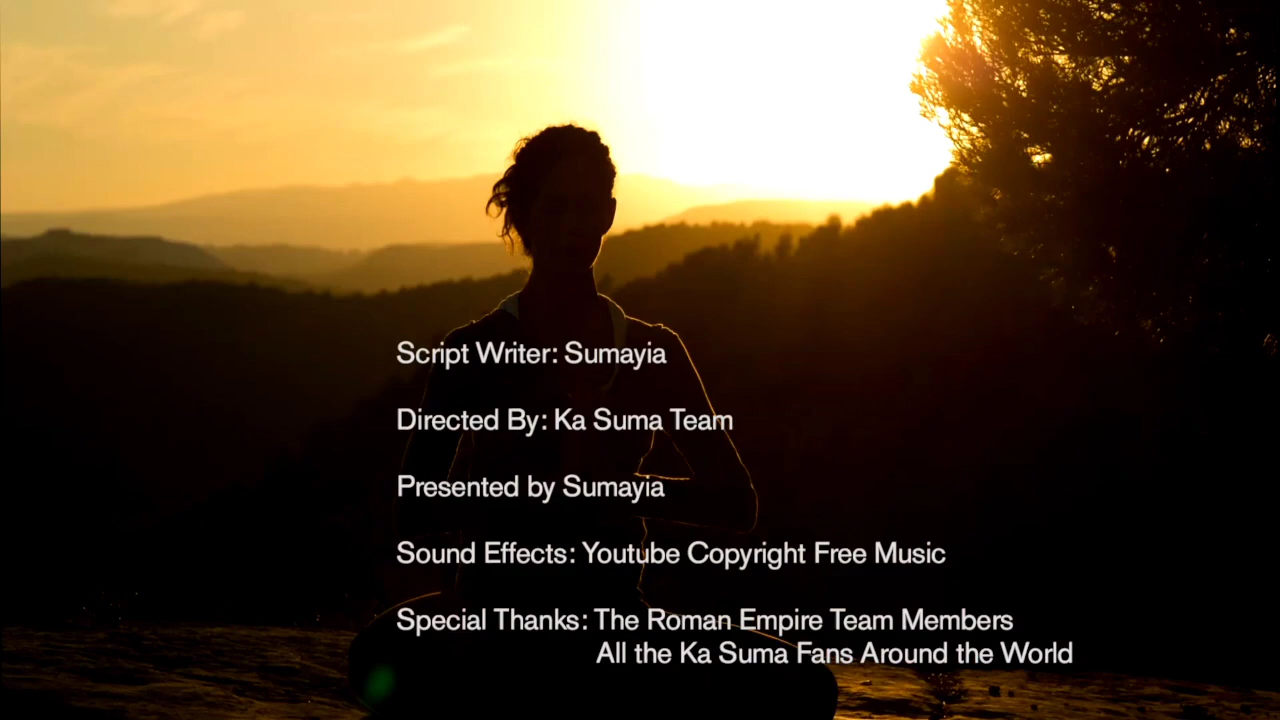 Script Writer: Sumayia
Directed By: Ka Suma Team
Presented by Sumayia
Sound Effects: Youtube Copyright Free Music
Special Thanks: The Roman Empire Team Members
All the Ka Suma Fans Around the World